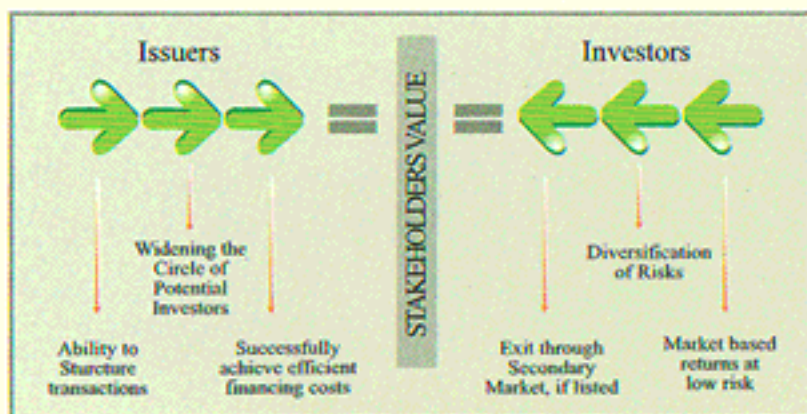 Issuers
Investors
STAKEHOLDERS VALUE
Widening the
Circle of
Potential
Investors
Diversification
of Risks
Ability to
Sturcture
transactions
Successfully
achieve efficient
financing costs
Exit through
Secondary
Market, if listed
Market based
returns at
low risk